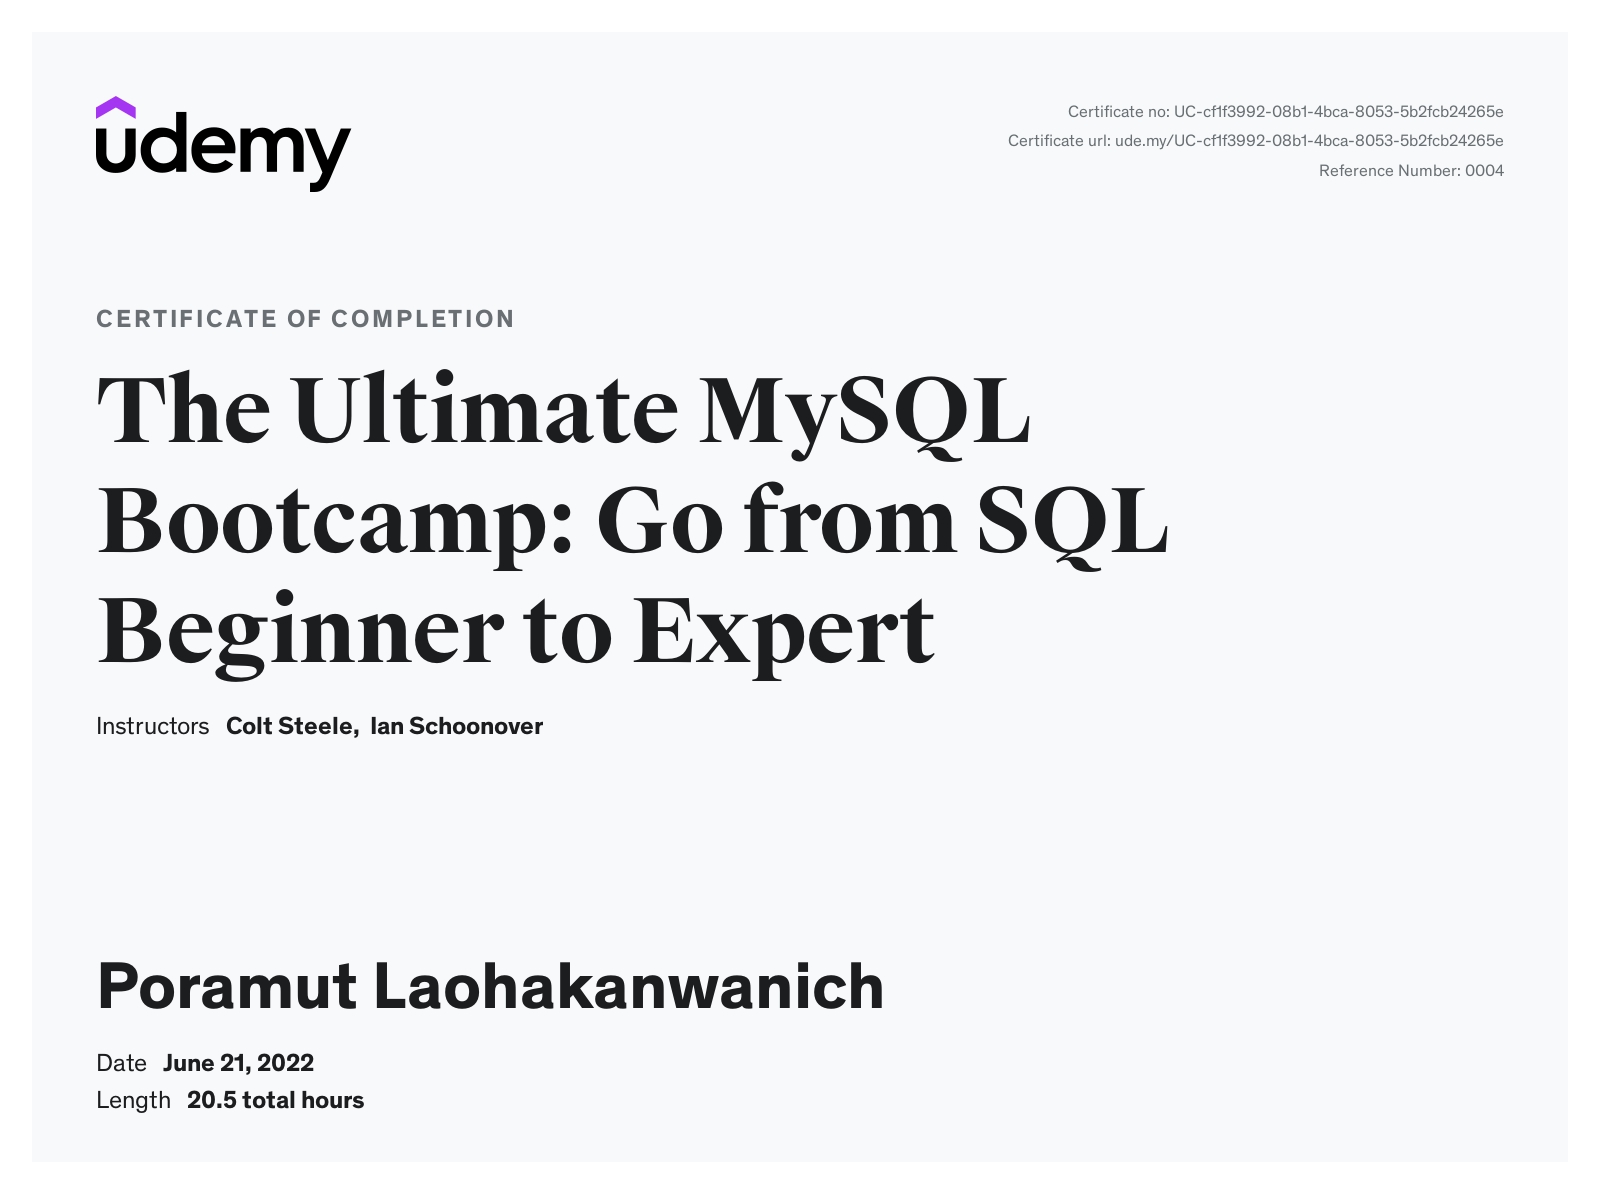 udemy
Certificate no: UC-cf1f3992-08b1-4bca-8053-5b2fcb24265e
Certificate url: ude.my/UC-cf1f3992-08b1-4bca-8053-5b2fcb24265e
Reference Number: 0004
CERTIFICATE OF COMPLETION
The Ultimate MySQL
Bootcamp: Go from SQL
Beginner to Expert
Instructors Colt Steele, Ian Schoonover
Poramut Laohakanwanich
Date June 21, 2022
Length 20.5 total hours